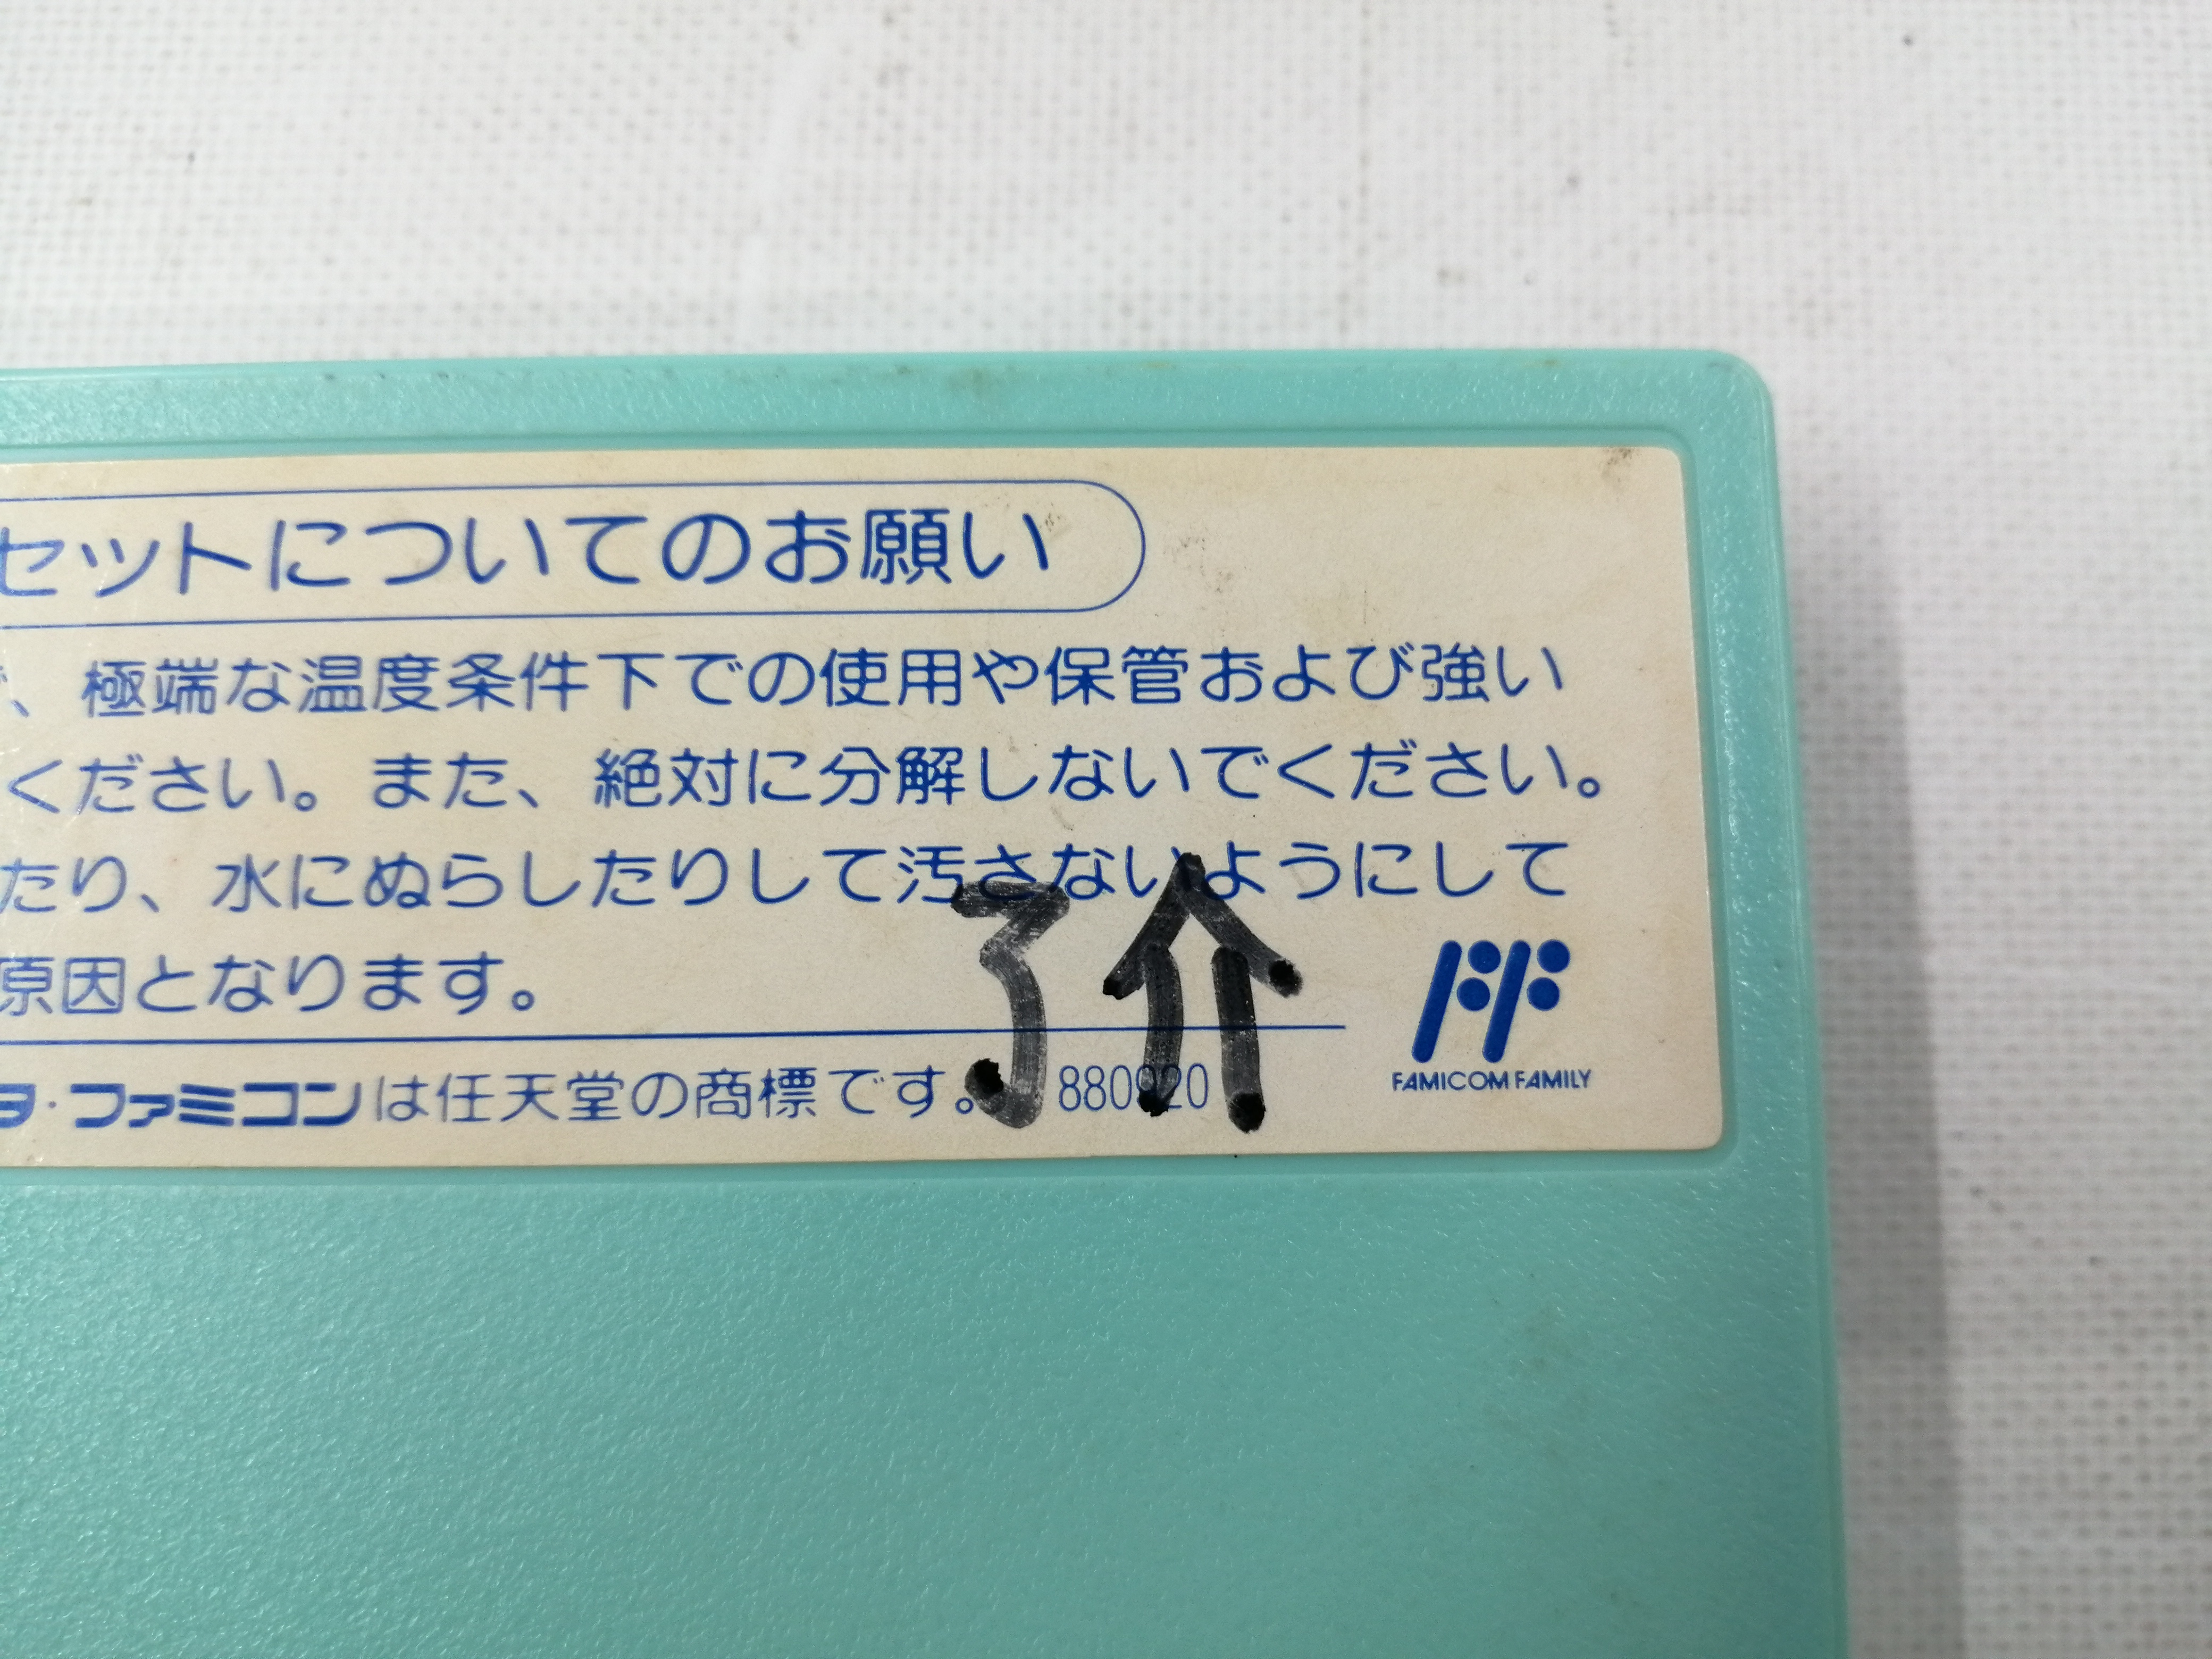 セットについてのお願い
、極端な温度条件下での使用や保管および強い
ください。また、絶対に分解しないでください。
たり、水にぬらしたりして汚さないようにして
原因となります。
・ファミコンは任天堂の商標です。 880920
了介
FAMICOM FAMILY